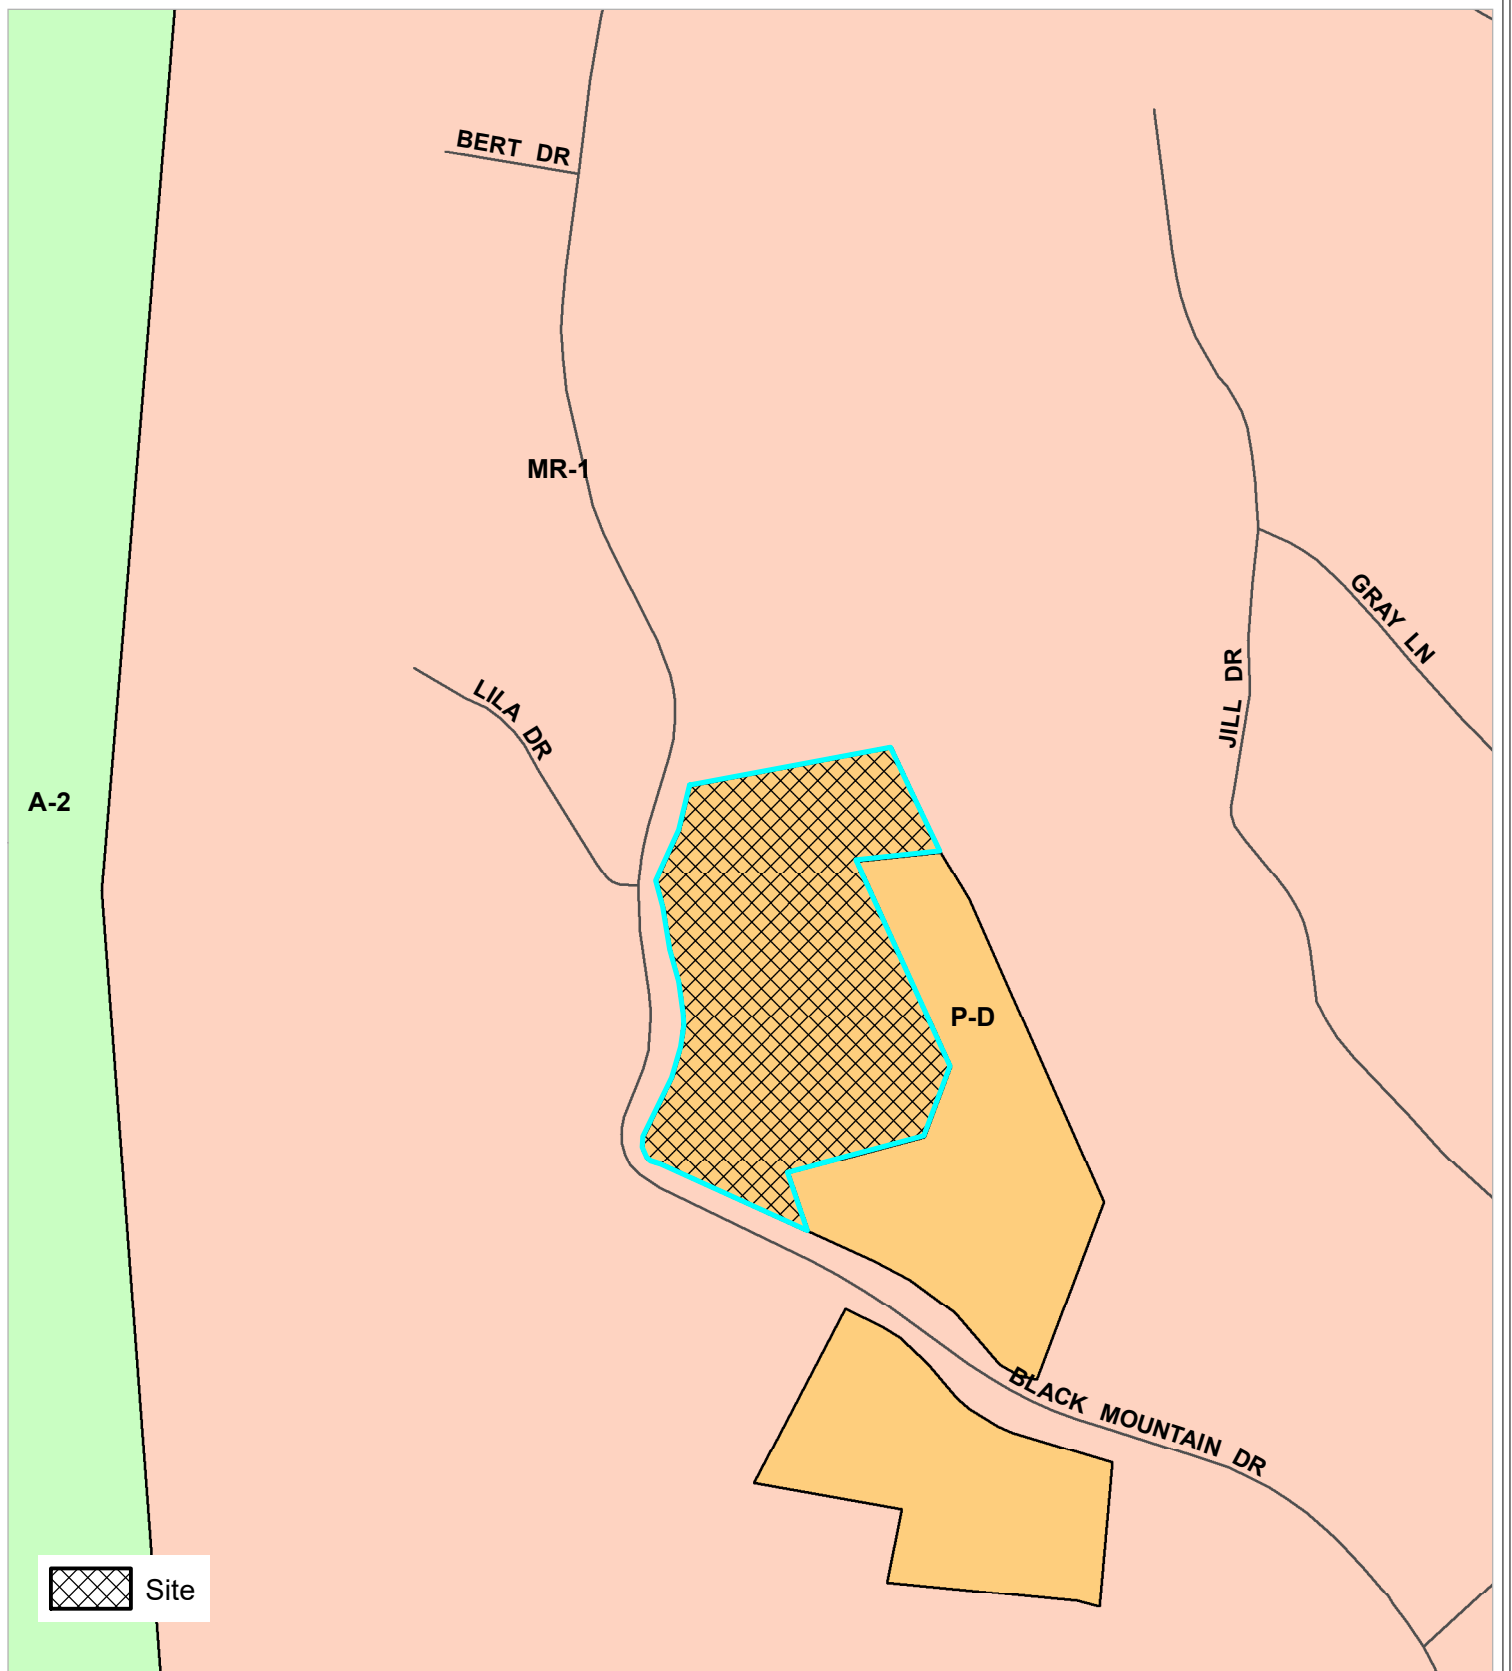 BERT DR
MR-1
GRAY LN
JILL DR
LILA DR
A-2
P-D
BLACK MOUNTAIN DR
Site